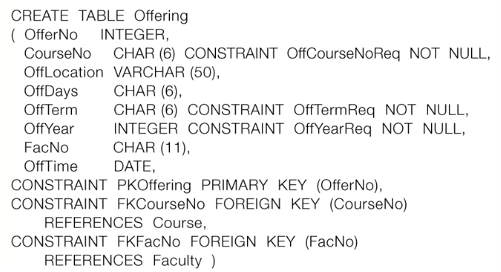 CREATE TABLE Offering
( OfferNo INTEGER,
CourseNo CHAR (6) CONSTRAINT OffCourseNoReq NOT NULL,
OffLocation VARCHAR (50),
OffDays CHAR (6),
OffTerm CHAR (6) CONSTRAINT OffTermReq NOT NULL,
OffYear INTEGER CONSTRAINT OffYearReq NOT NULL,
FacNo CHAR (11),
OffTime DATE,
CONSTRAINT PKOffering PRIMARY KEY (OfferNo),
CONSTRAINT FKCourseNo FOREIGN KEY (CourseNo)
REFERENCES Course,
CONSTRAINT FKFacNo FOREIGN KEY (FacNo)
REFERENCES Faculty )